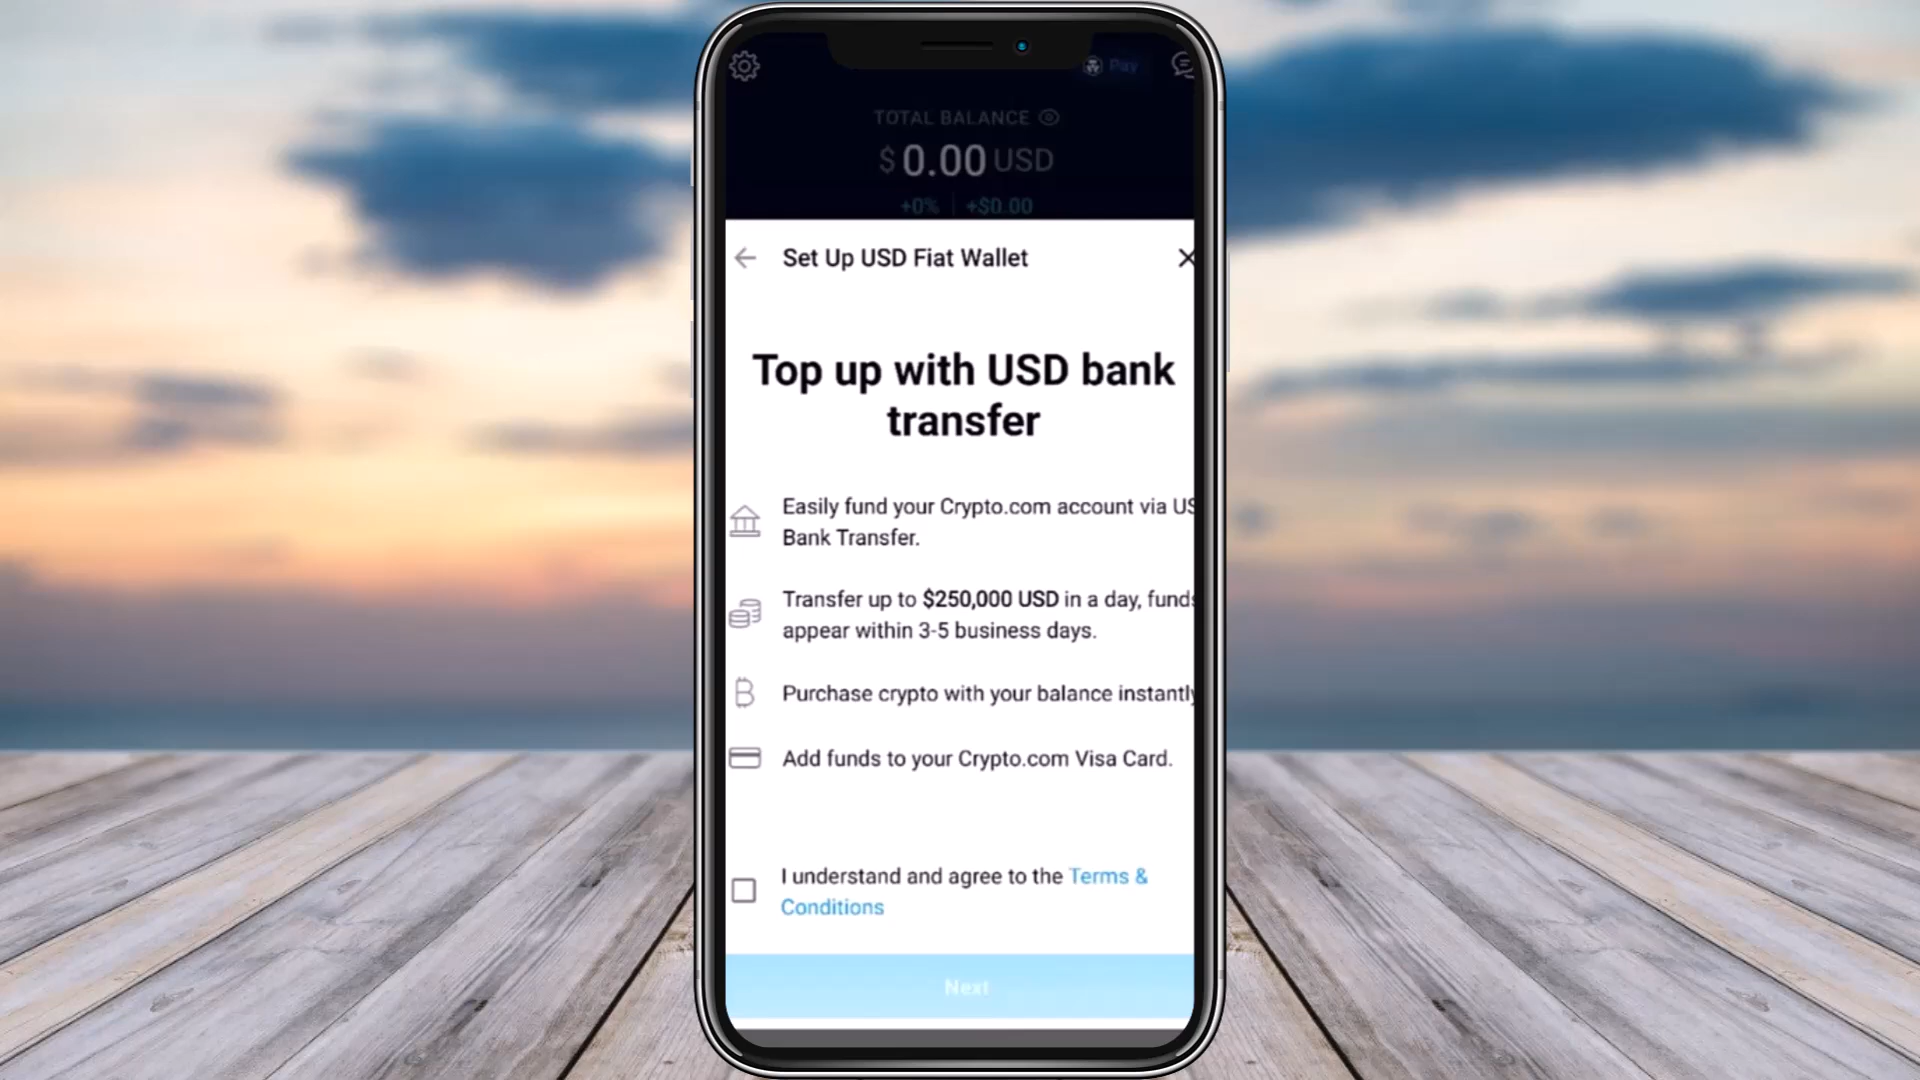 Pay
TOTAL BALANCE
$ 0.00 USD
+0% +$0.00
Set Up USD Fiat Wallet
Top up with USD bank
transfer
Easily fund your Crypto.com account via US
Bank Transfer.
Transfer up to $250,000 USD in a day, funds
appear within 3-5 business days.
Purchase crypto with your balance instantly
Add funds to your Crypto.com Visa Card.
I understand and agree to the Terms &
Conditions
Next